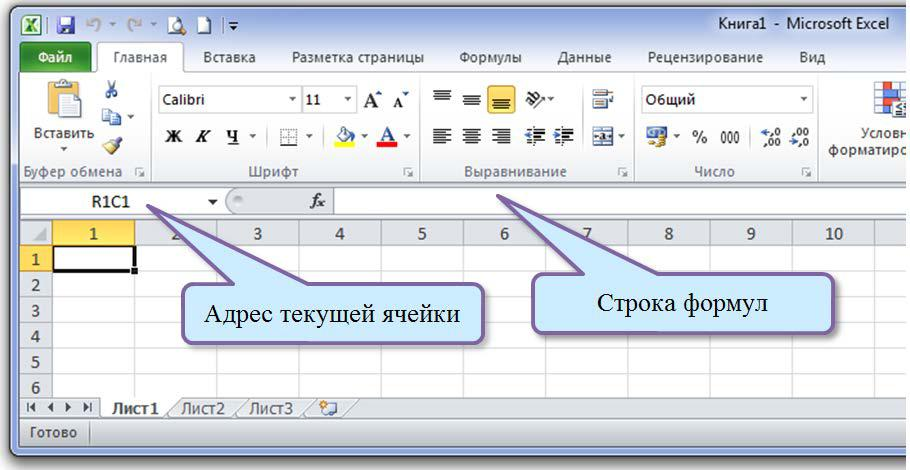 Книга1 - Microsoft Excel
Файл Главная Вставка Разметка страницы Формулы Данные Рецензирование Вид
Calibri 11 А А Общий
Вставить Ж К Ч А % 000 ,0 ,00 ,00 ,0 Условн
форматиро
Буфер обмена Шрифт Выравнивание Число
R1C1 fx
1 2 3 4 5 6 7 8 9 10
1
2
3
4
5
6
Адрес текущей ячейки
Строка формул
Лист1 Лист2 Лист3
Готово